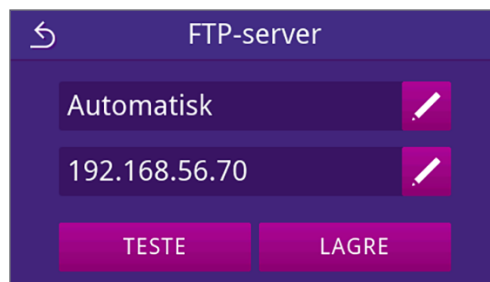 FTP-server
Automatisk
192.168.56.70
TESTE LAGRE